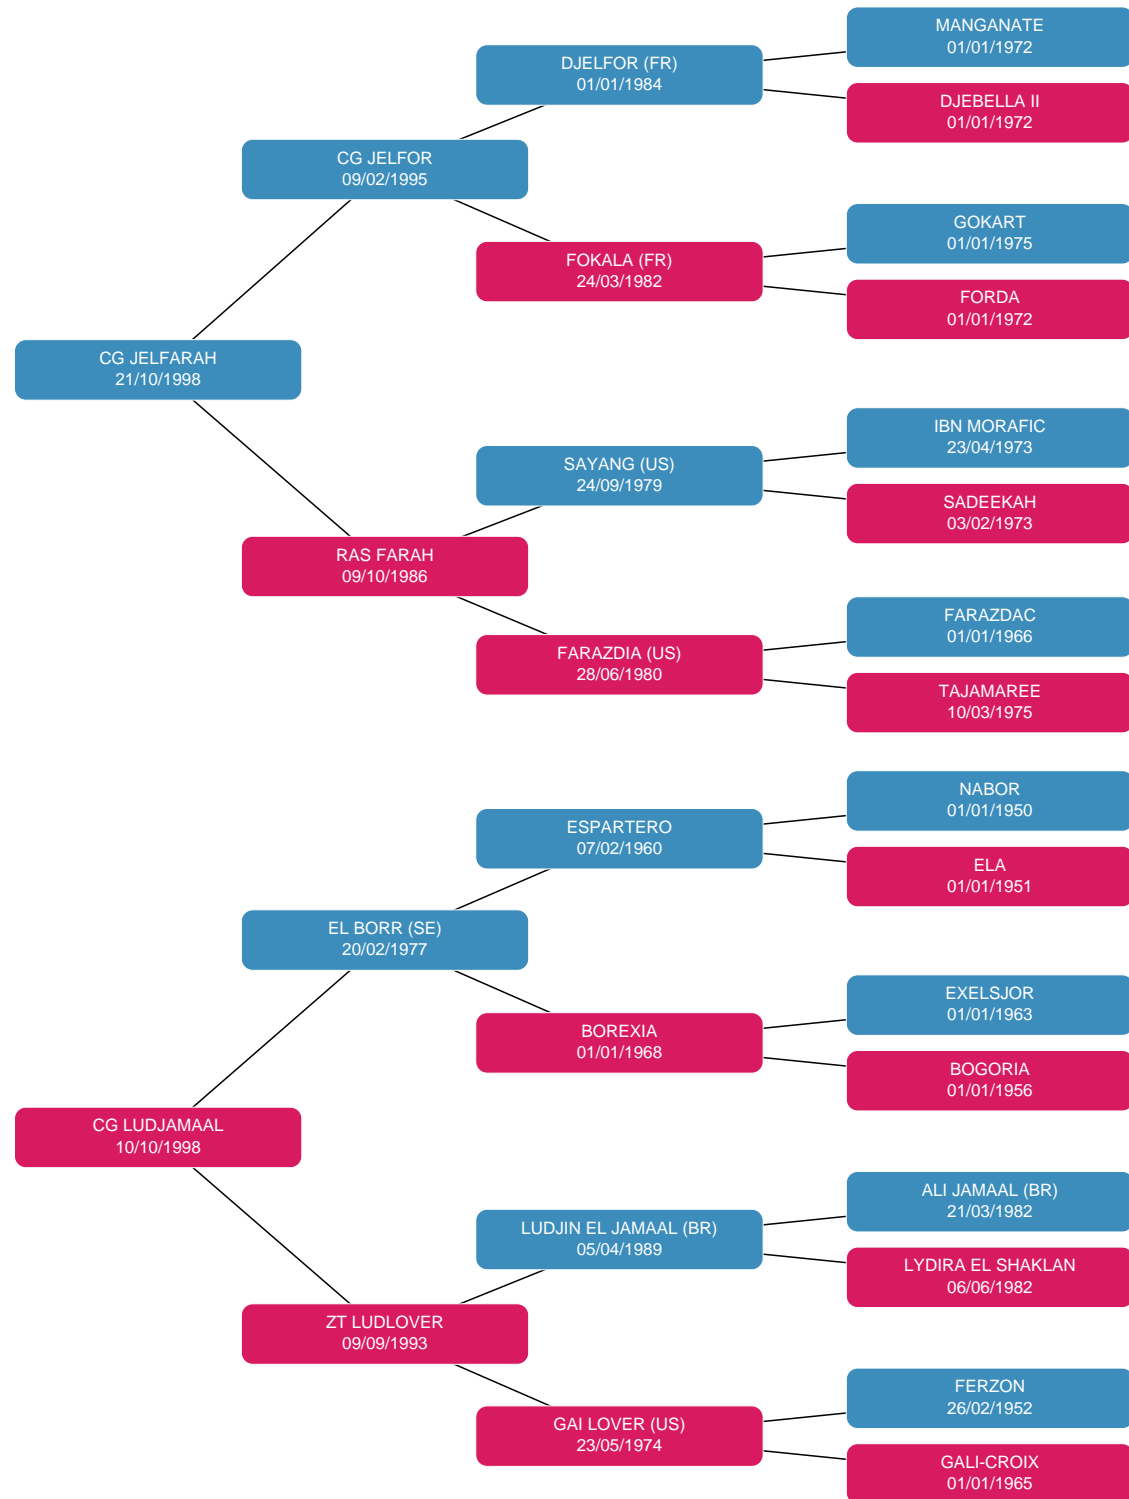 MANGANATE
01/01/1972
DJELFOR (FR)
01/01/1984
DJEBELLA II
01/01/1972
CG JELFOR
09/02/1995
GOKART
01/01/1975
FOKALA (FR)
24/03/1982
FORDA
01/01/1972
CG JELFARAH
21/10/1998
IBN MORAFIC
23/04/1973
SAYANG (US)
24/09/1979
SADEEKAH
03/02/1973
RAS FARAH
09/10/1986
FARAZDAC
01/01/1966
FARAZDIA (US)
28/06/1980
TAJAMAREE
10/03/1975
NABOR
01/01/1950
ESPARTERO
07/02/1960
ELA
01/01/1951
EL BORR (SE)
20/02/1977
EXELSJOR
01/01/1963
BOREXIA
01/01/1968
BOGORIA
01/01/1956
CG LUDJAMAAL
10/10/1998
ALI JAMAAL (BR)
21/03/1982
LUDJIN EL JAMAAL (BR)
05/04/1989
LYDIRA EL SHAKLAN
06/06/1982
ZT LUDLOVER
09/09/1993
FERZON
26/02/1952
GAI LOVER (US)
23/05/1974
GALI-CROIX
01/01/1965